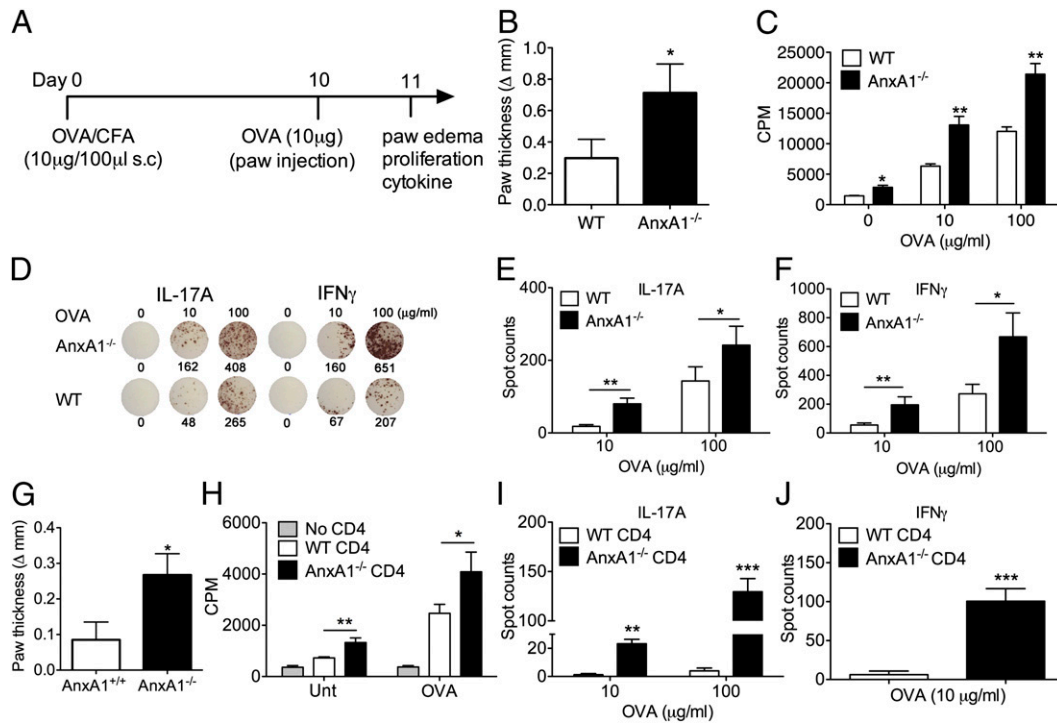 A
Day 0
10
11
OVA/CFA
(10µg/100µl s.c)
OVA (10µg)
(paw injection)
paw edema
proliferation
cytokine
B
Paw thickness (Δ mm)
1.0
0.8
0.6
0.4
0.2
0.0
*
WT
AnxA1-/-
C
WT
AnxA1-/-
CPM
25000
20000
15000
10000
5000
0
*
**
**
0
10
100
OVA (µg/ml)
D
IL-17A
IFNγ
OVA
0
10
100
0
10
100 (µg/ml)
AnxA1-/-
0
162
408
0
160
651
WT
0
48
265
0
67
207
E
IL-17A
WT
AnxA1-/-
Spot counts
400
200
0
**
*
10
100
OVA (µg/ml)
F
IFNγ
WT
AnxA1-/-
Spot counts
1000
800
600
400
200
0
**
*
10
100
OVA (µg/ml)
G
Paw thickness (Δ mm)
0.4
0.3
0.2
0.1
0.0
*
AnxA1+/+
AnxA1-/-
H
No CD4
WT CD4
AnxA1-/- CD4
CPM
6000
4000
2000
0
**
*
Unt
OVA
I
IL-17A
WT CD4
AnxA1-/- CD4
Spot counts
200
150
100
50
20
0
**
***
10
100
OVA (µg/ml)
J
IFNγ
WT CD4
AnxA1-/- CD4
Spot counts
200
150
100
50
0
***
OVA (10 µg/ml)